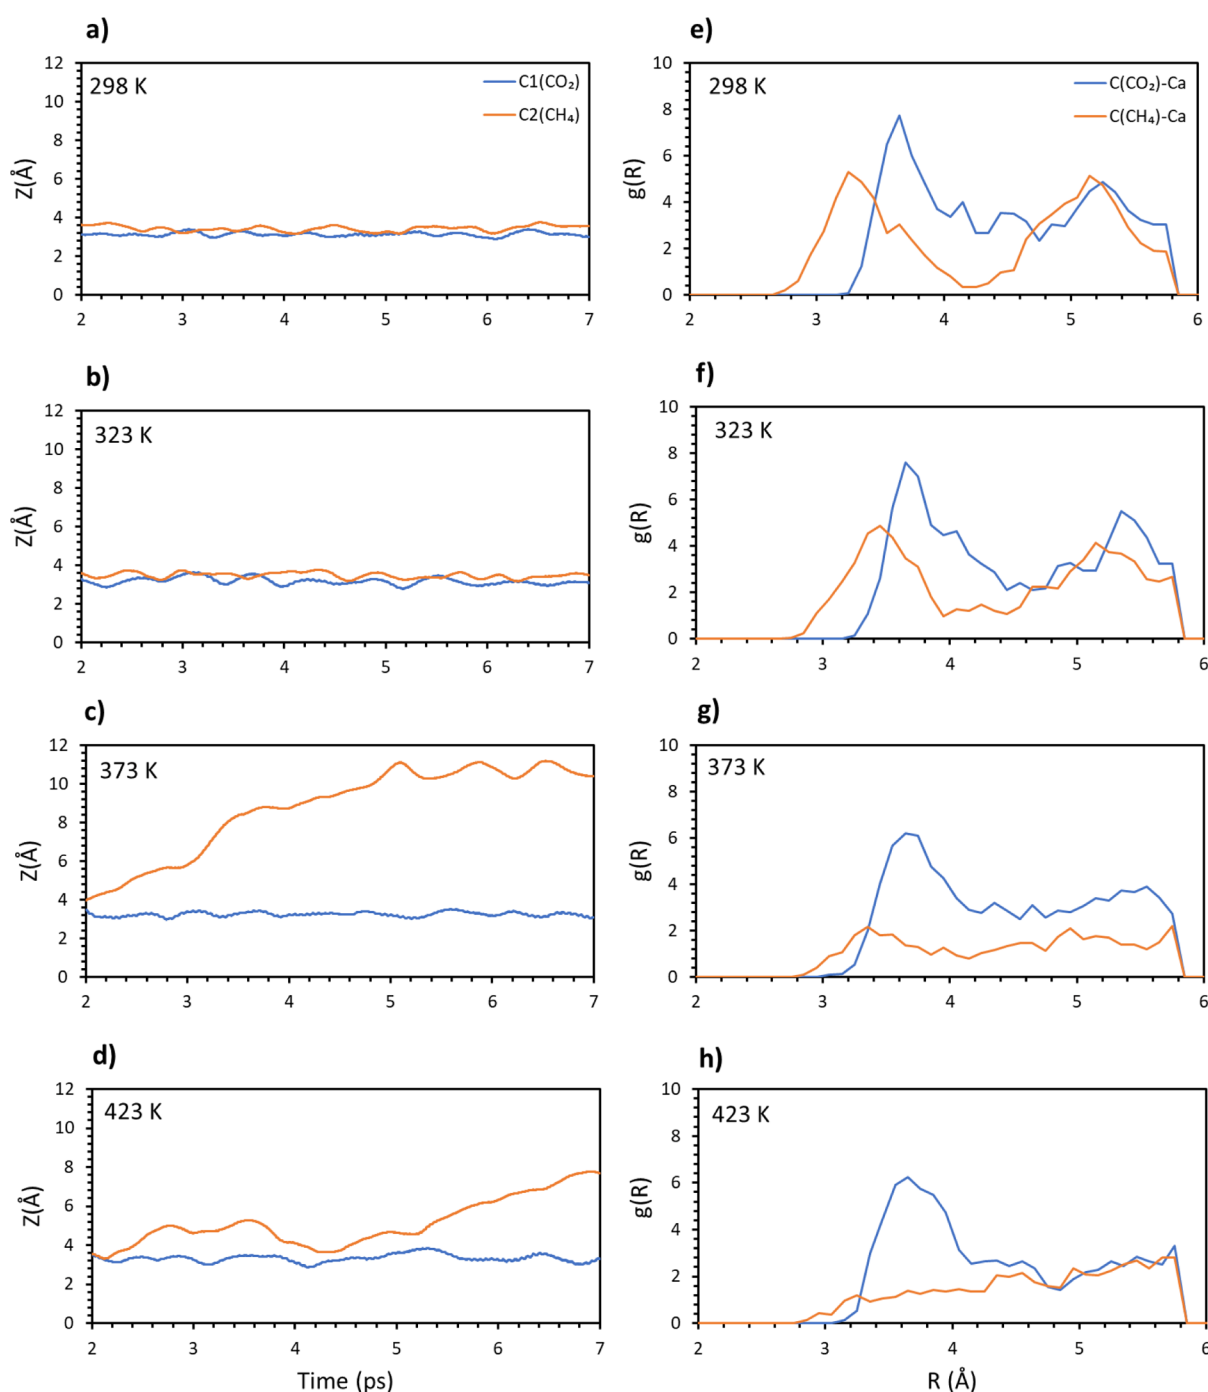 a)
12
10
8
6
4
2
0
Z(Å)
298 K
C1(CO₂)
C2(CH₄)
2 3 4 5 6 7
e)
10
8
6
4
2
0
g(R)
298 K
C(CO₂)-Ca
C(CH₄)-Ca
2 3 4 5 6
b)
12
10
8
6
4
2
0
Z(Å)
323 K
2 3 4 5 6 7
f)
10
8
6
4
2
0
g(R)
323 K
2 3 4 5 6
c)
12
10
8
6
4
2
0
Z(Å)
373 K
2 3 4 5 6 7
g)
10
8
6
4
2
0
g(R)
373 K
2 3 4 5 6
d)
12
10
8
6
4
2
0
Z(Å)
423 K
2 3 4 5 6 7
Time (ps)
h)
10
8
6
4
2
0
g(R)
423 K
2 3 4 5 6
R (Å)